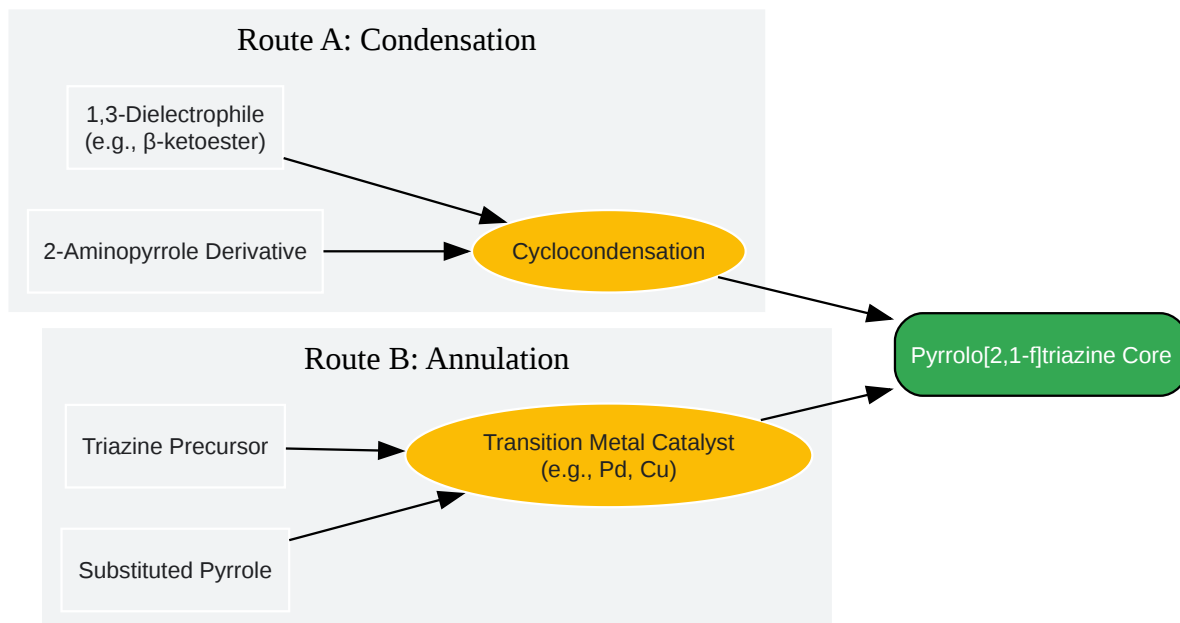 Route A: Condensation
1,3-Dielectrophile
(e.g., β-ketoester)
2-Aminopyrrole Derivative
Cyclocondensation
Pyrrolo[2,1-f]triazine Core
Route B: Annulation
Triazine Precursor
Transition Metal Catalyst
(e.g., Pd, Cu)
Substituted Pyrrole